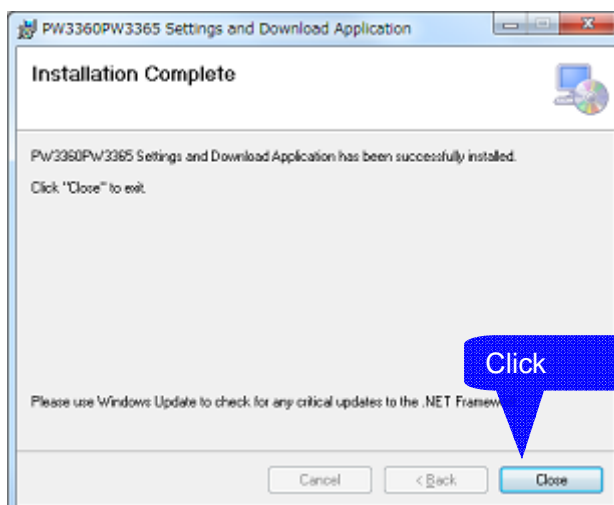 PW3360PW3365 Settings and Download Application
Installation Complete
PW3360PW3365 Settings and Download Application has been successfully installed.
Click "Close" to exit.
Click
Please use Windows Update to check for any critical updates to the .NET
Cancel
< Back
Close